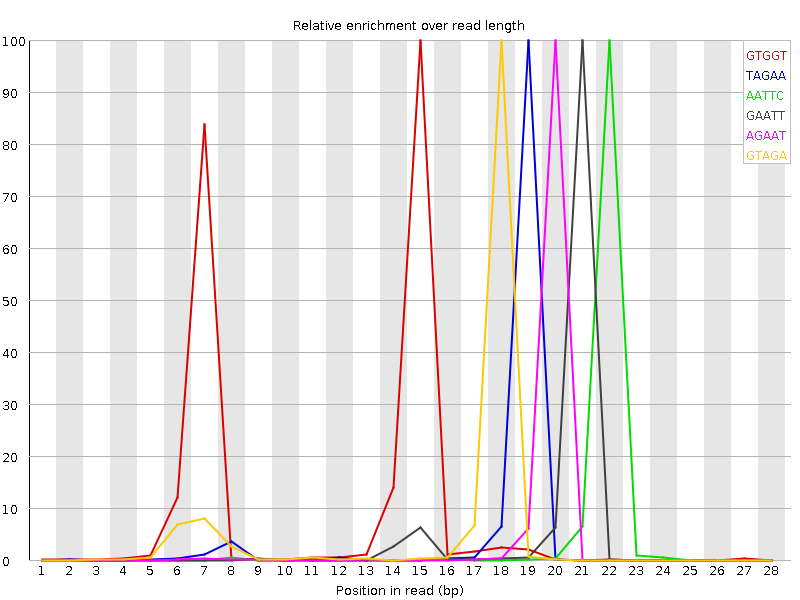 Relative enrichment over read length
100
90
80
70
60
50
40
30
20
10
0
GTGGT
TAGAA
AATTC
GAATT
AGAAT
GTAGA
1 2 3 4 5 6 7 8 9 10 11 12 13 14 15 16 17 18 19 20 21 22 23 24 25 26 27 28
Position in read (bp)